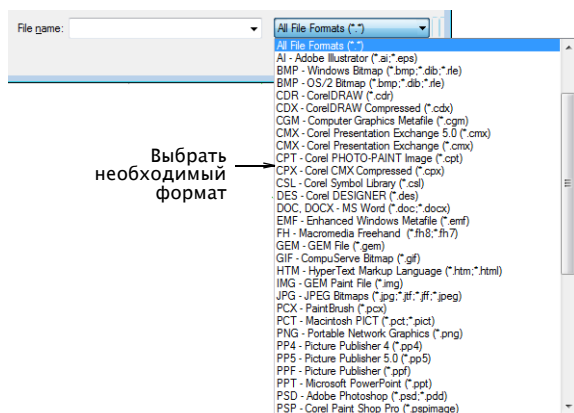 File name:
All File Formats (*.*)
All File Formats (*.*)
AI - Adobe Illustrator (*.ai;*.eps)
BMP - Windows Bitmap (*.bmp;*.dib;*.rle)
BMP - OS/2 Bitmap (*.bmp;*.dib;*.rle)
CDR - CorelDRAW (*.cdr)
CDX - CorelDRAW Compressed (*.cdx)
CGM - Computer Graphics Metafile (*.cgm)
CMX - Corel Presentation Exchange 5.0 (*.cmx)
CMX - Corel Presentation Exchange (*.cmx)
CPT - Corel PHOTO-PAINT Image (*.cpt)
CPX - Corel CMX Compressed (*.cpx)
CSL - Corel Symbol Library (*.csl)
DES - Corel DESIGNER (*.des)
DOC, DOCX - MS Word (*.doc;*.docx)
EMF - Enhanced Windows Metafile (*.emf)
FH - Macromedia Freehand (*.fh8;*.fh7)
GEM - GEM File (*.gem)
GIF - CompuServe Bitmap (*.gif)
HTM - HyperText Markup Language (*.htm;*.html)
IMG - GEM Paint File (*.img)
JPG - JPEG Bitmaps (*.jpg;*.jtf;*.jff;*.jpeg)
PCX - PaintBrush (*.pcx)
PCT - Macintosh PICT (*.pct;*.pict)
PNG - Portable Network Graphics (*.png)
PP4 - Picture Publisher 4 (*.pp4)
PP5 - Picture Publisher 5.0 (*.pp5)
PPF - Picture Publisher (*.ppf)
PPT - Microsoft PowerPoint (*.ppt)
PSD - Adobe Photoshop (*.psd;*.pdd)
PSP - Corel Paint Shop Pro (*.pspimage)
Выбрать
необходимый
формат